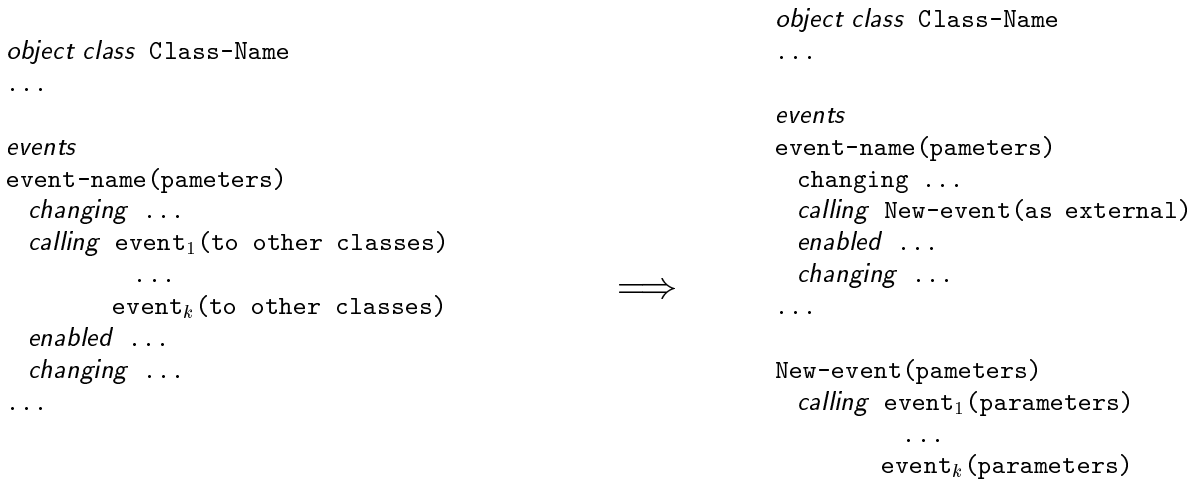 object class Class-Name
...
events
event-name(pameters)
changing ...
calling event₁(to other classes)
...
eventₖ(to other classes)
enabled ...
changing ...
...
⟹
object class Class-Name
...
events
event-name(pameters)
changing ...
calling New-event(as external)
enabled ...
changing ...
...
New-event(pameters)
calling event₁(parameters)
...
eventₖ(parameters)